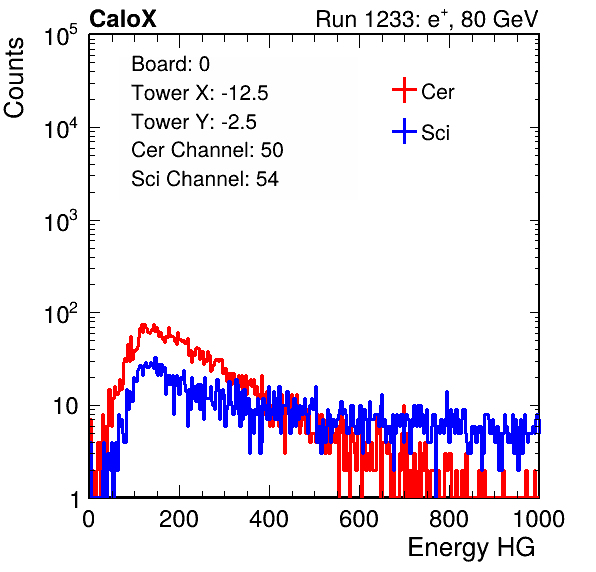 CaloX Run 1233: e⁺, 80 GeV
Board: 0
Tower X: -12.5
Tower Y: -2.5
Cer Channel: 50
Sci Channel: 54
Cer
Sci
Counts
10⁵
10⁴
10³
10²
10
1
0 200 400 600 800 1000
Energy HG